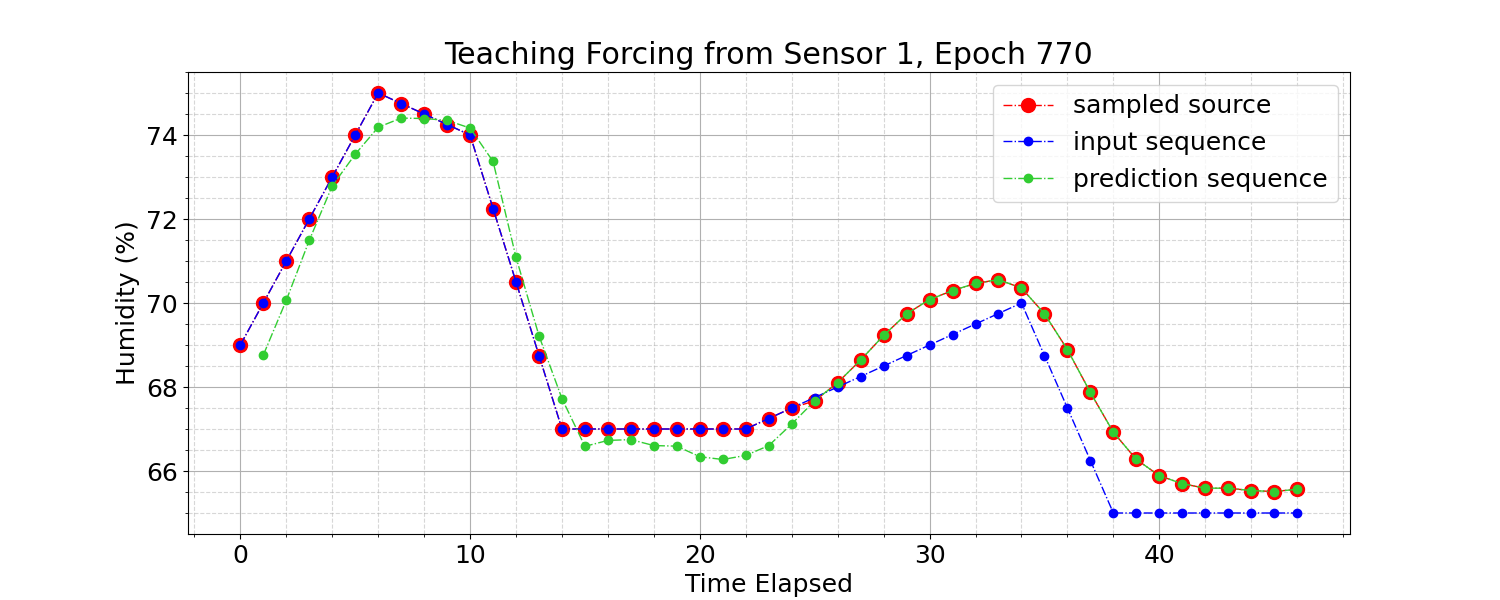 Teaching Forcing from Sensor 1, Epoch 770
sampled source
input sequence
prediction sequence
Humidity (%)
74
72
70
68
66
0 10 20 30 40
Time Elapsed